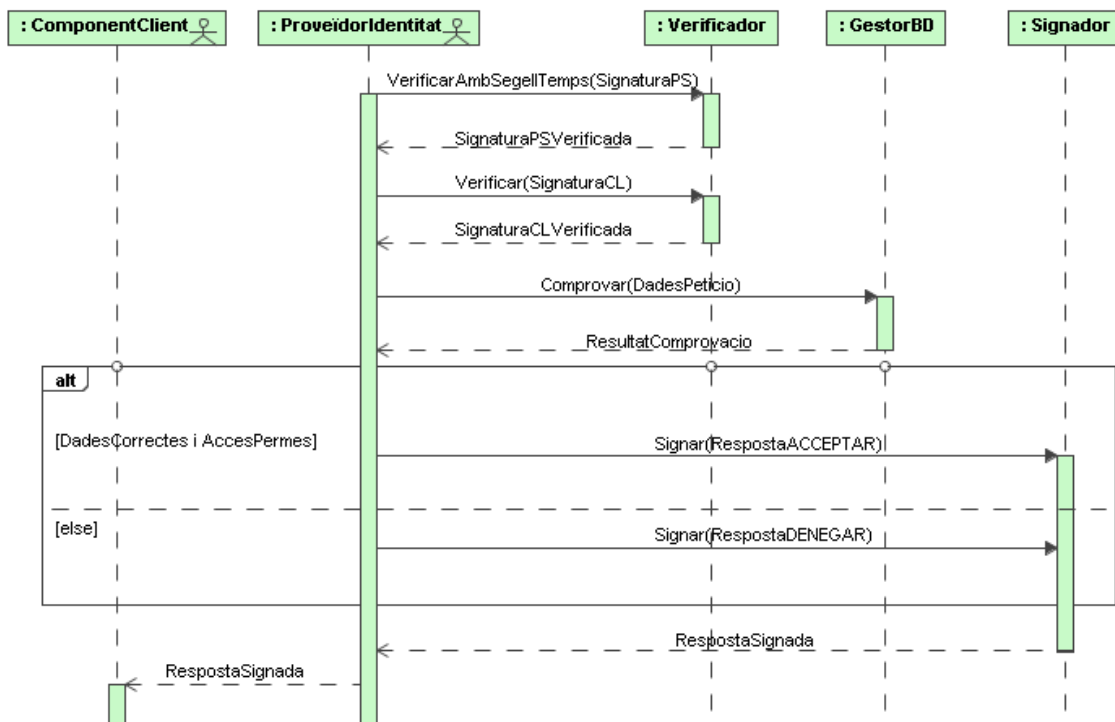 : ComponentClient
: ProveïdorIdentitat
: Verificador
: GestorBD
: Signador
VerificarAmbSegellTemps(SignaturaPS)
SignaturaPSVerificada
Verificar(SignaturaCL)
SignaturaCLVerificada
Comprovar(DadesPeticio)
ResultatComprovacio
alt
[DadesCorrectes i AccesPermes]
Signar(RespostaACCEPTAR)
[else]
Signar(RespostaDENEGAR)
RespostaSignada
RespostaSignada